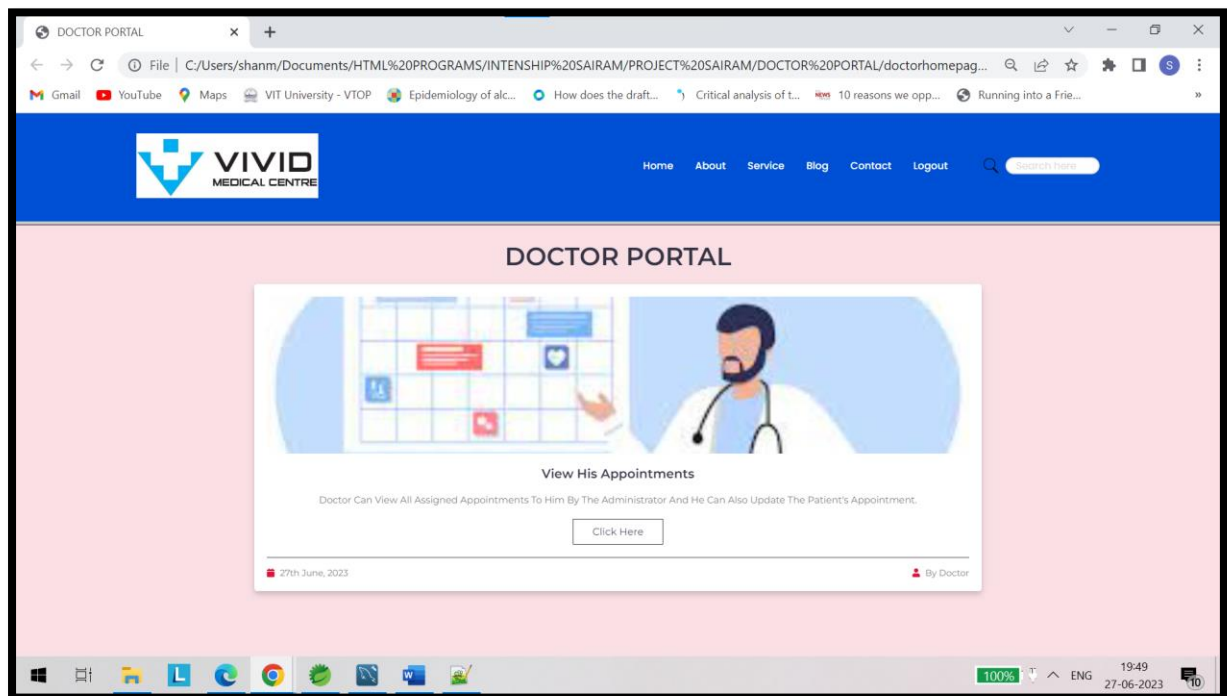 DOCTOR PORTAL
File | C:/Users/shanm/Documents/HTML%20PROGRAMS/INTENSHIP%20SAIRAM/PROJECT%20SAIRAM/DOCTOR%20PORTAL/doctorhomepag... S
Gmail YouTube Maps VIT University - VTOP Epidemiology of alc... How does the draft... Critical analysis of t... NEWS 10 reasons we opp... Running into a Frie... »
VIVID
MEDICAL CENTRE
Home About Service Blog Contact Logout Search here
DOCTOR PORTAL
View His Appointments
Doctor Can View All Assigned Appointments To Him By The Administrator And He Can Also Update The Patient's Appointment.
Click Here
27th June, 2023 By Doctor
L W 100% ENG 19:49
27-06-2023 10